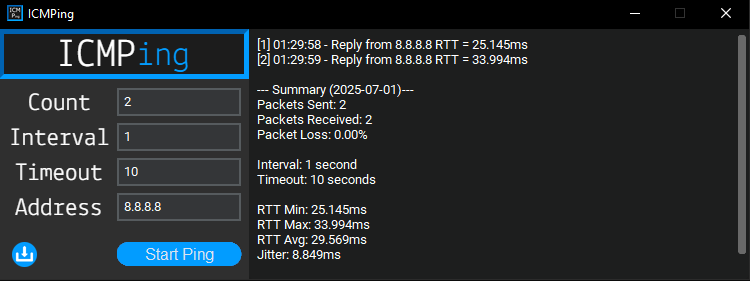 ICM
Ping
ICMPing
ICMPing
Count
2
Interval
1
Timeout
10
Address
8.8.8.8
Start Ping
[1] 01:29:58 - Reply from 8.8.8.8 RTT = 25.145ms
[2] 01:29:59 - Reply from 8.8.8.8 RTT = 33.994ms
--- Summary (2025-07-01)---
Packets Sent: 2
Packets Received: 2
Packet Loss: 0.00%
Interval: 1 second
Timeout: 10 seconds
RTT Min: 25.145ms
RTT Max: 33.994ms
RTT Avg: 29.569ms
Jitter: 8.849ms